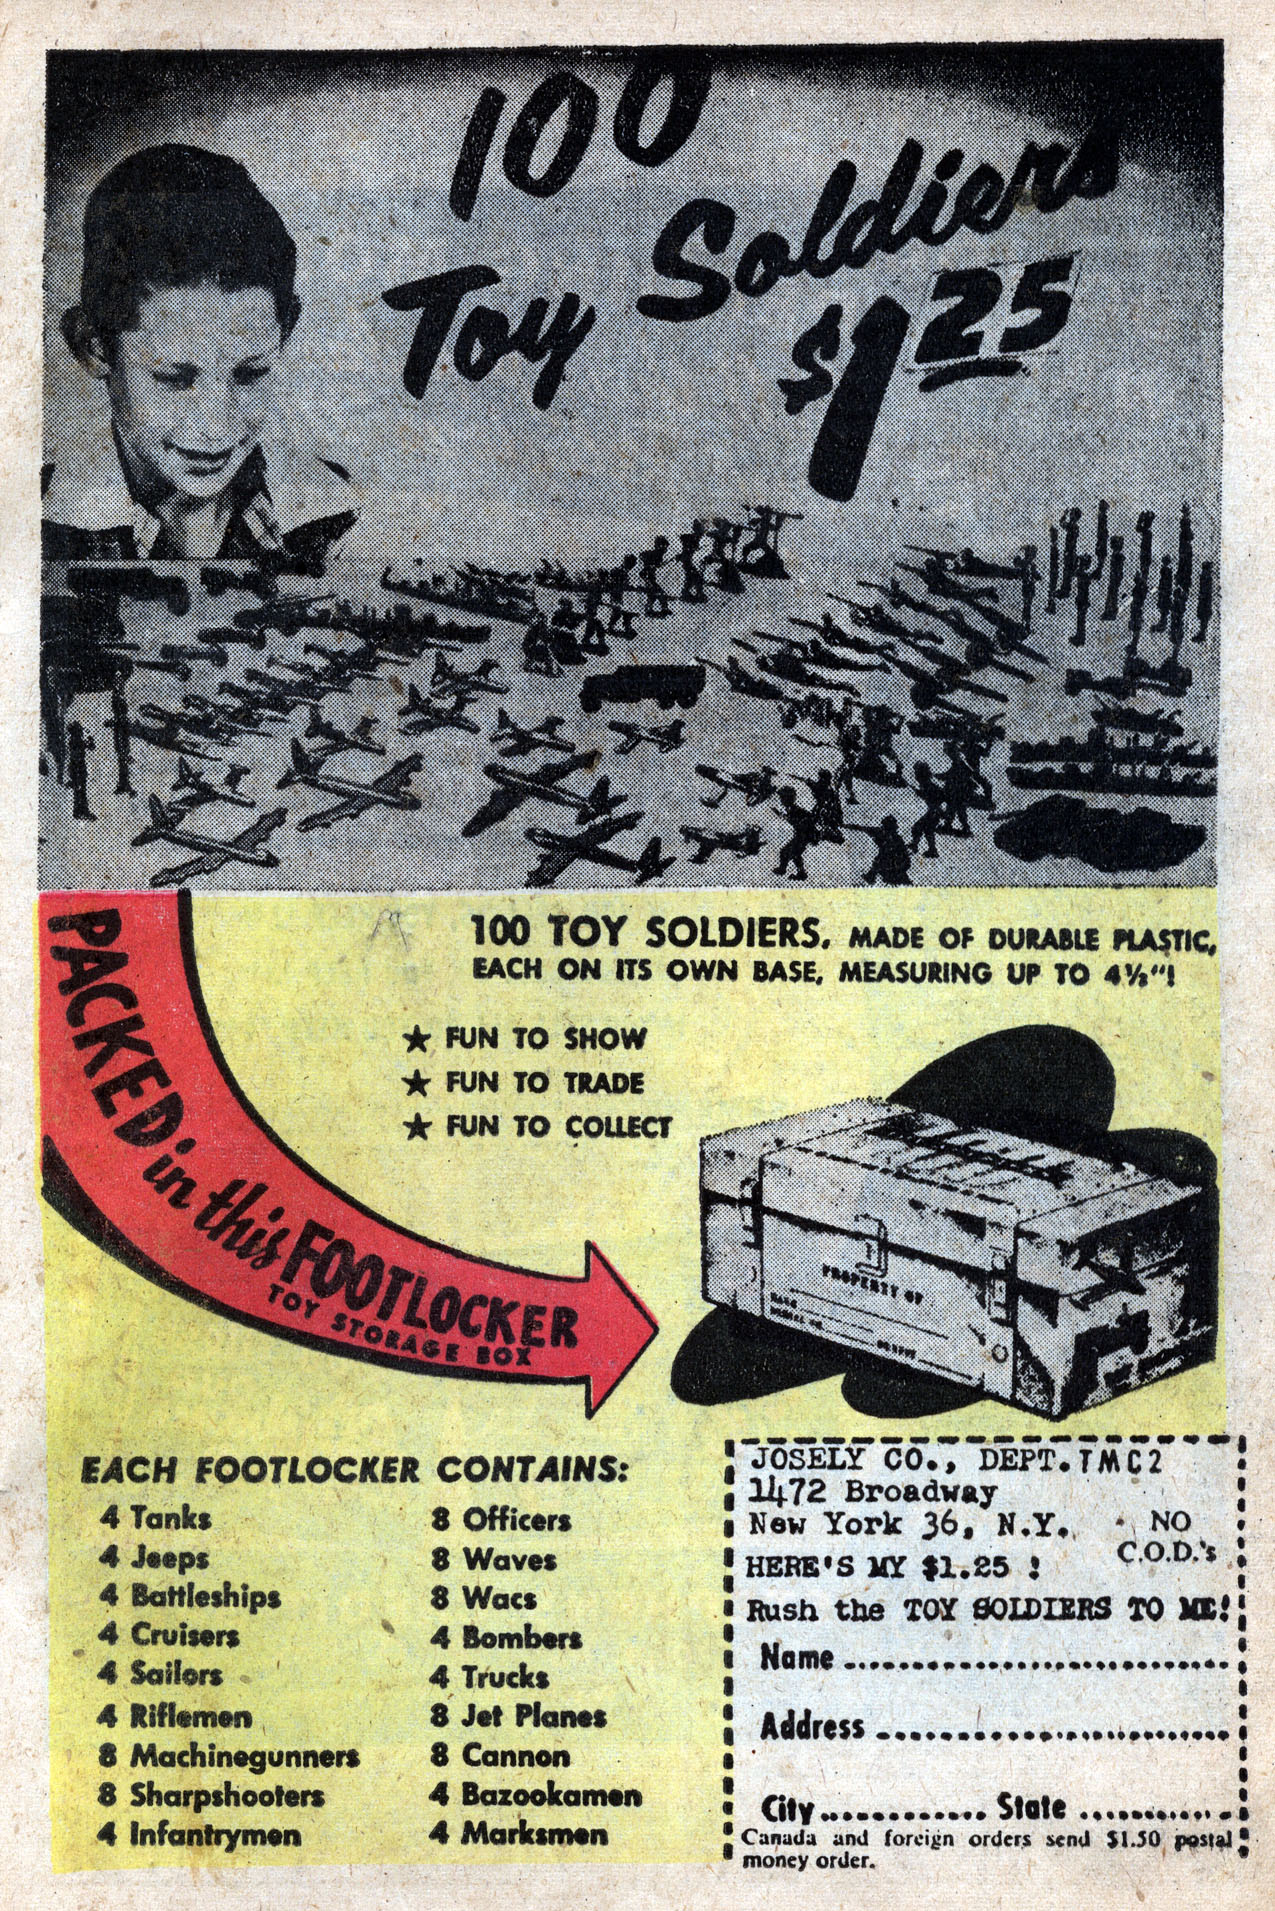 100
Toy Soldiers
$1.25
100 TOY SOLDIERS, MADE OF DURABLE PLASTIC,
EACH ON ITS OWN BASE, MEASURING UP TO 4½"!
★ FUN TO SHOW
★ FUN TO TRADE
★ FUN TO COLLECT
PACKED in this FOOTLOCKER
TOY STORAGE BOX
PROPERTY OF
EACH FOOTLOCKER CONTAINS:
4 Tanks
4 Jeeps
4 Battleships
4 Cruisers
4 Sailors
4 Riflemen
8 Machinegunners
8 Sharpshooters
4 Infantrymen
8 Officers
8 Waves
8 Wacs
4 Bombers
4 Trucks
8 Jet Planes
8 Cannon
4 Bazookamen
4 Marksmen
JOSELY CO., DEPT. TMC2
1472 Broadway
New York 36, N.Y.
NO
C.O.D.'s
HERE'S MY $1.25 !
Rush the TOY SOLDIERS TO ME!
Name ..............................
Address ..............................
City ............. State .............
Canada and foreign orders send $1.50 postal
money order.